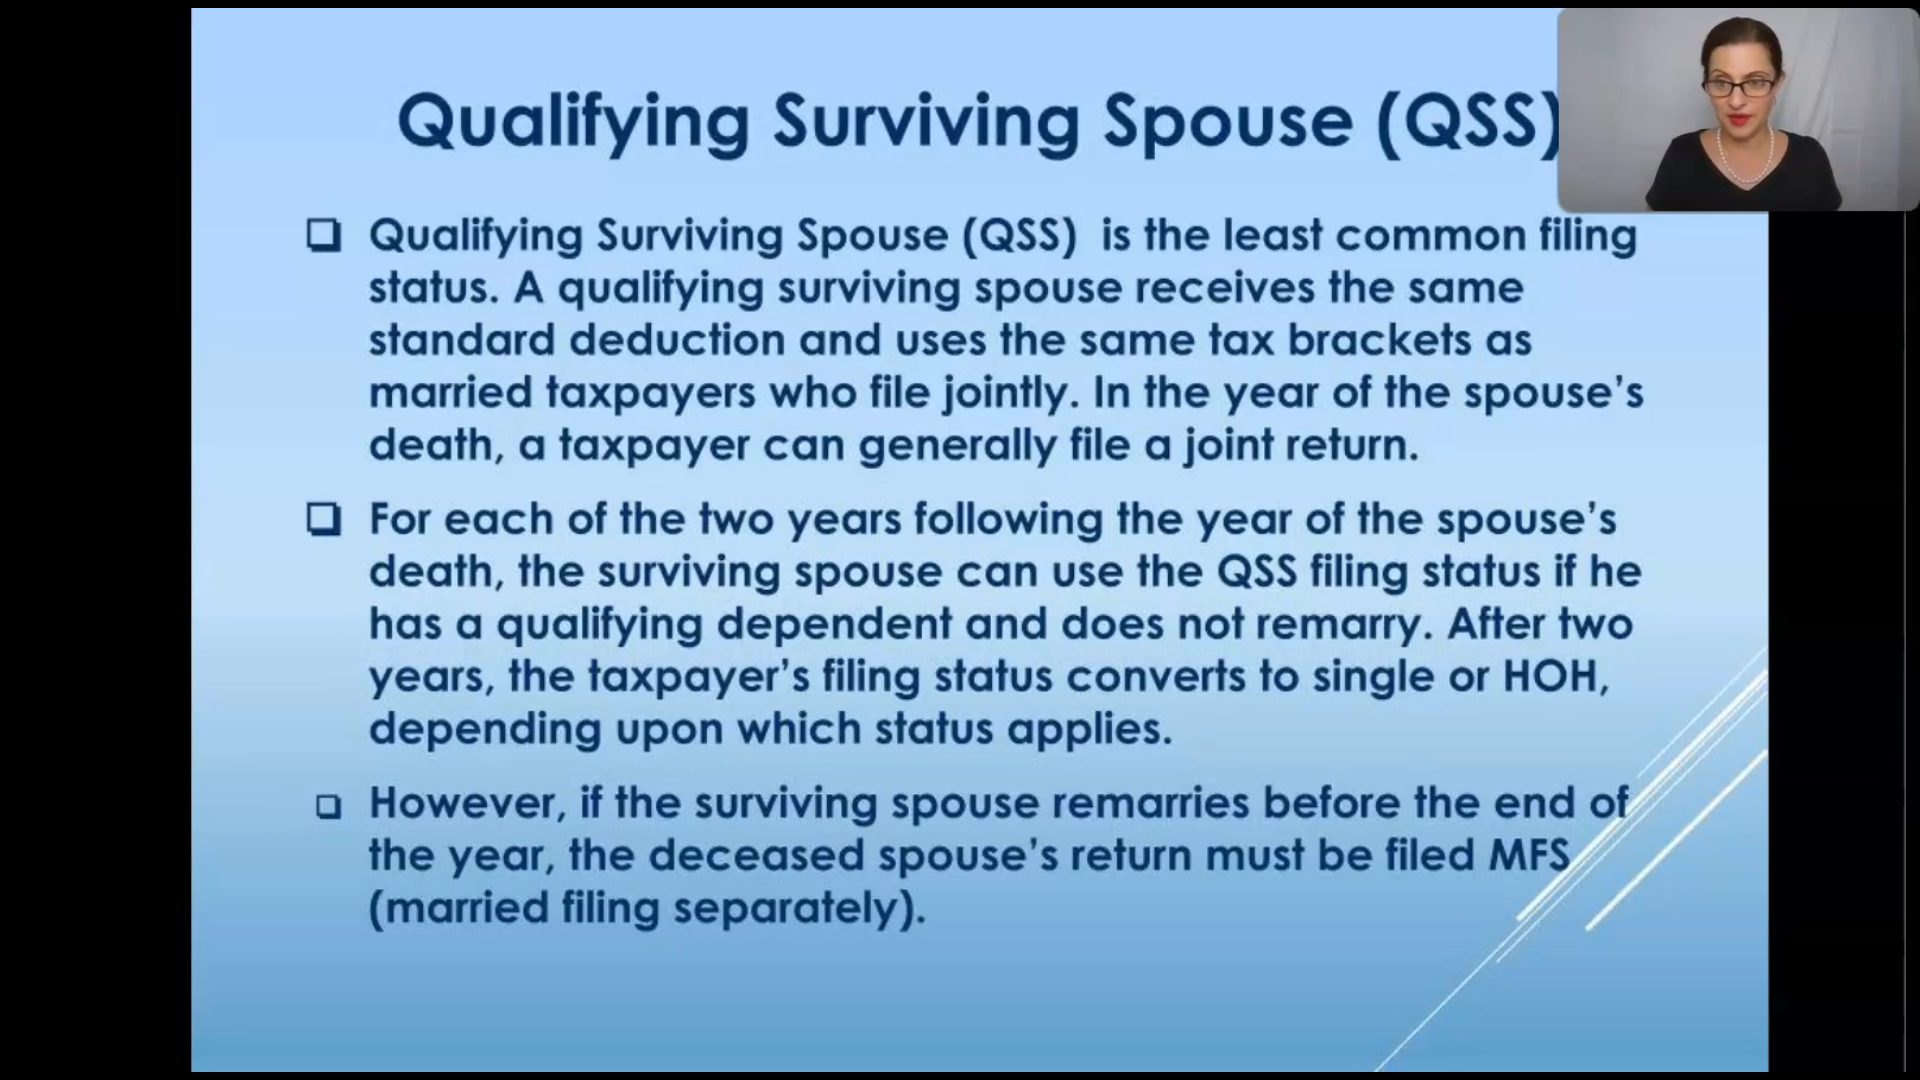 Qualifying Surviving Spouse (QSS)
Qualifying Surviving Spouse (QSS) is the least common filing
status. A qualifying surviving spouse receives the same
standard deduction and uses the same tax brackets as
married taxpayers who file jointly. In the year of the spouse’s
death, a taxpayer can generally file a joint return.
For each of the two years following the year of the spouse’s
death, the surviving spouse can use the QSS filing status if he
has a qualifying dependent and does not remarry. After two
years, the taxpayer’s filing status converts to single or HOH,
depending upon which status applies.
However, if the surviving spouse remarries before the end of
the year, the deceased spouse’s return must be filed MFS
(married filing separately).